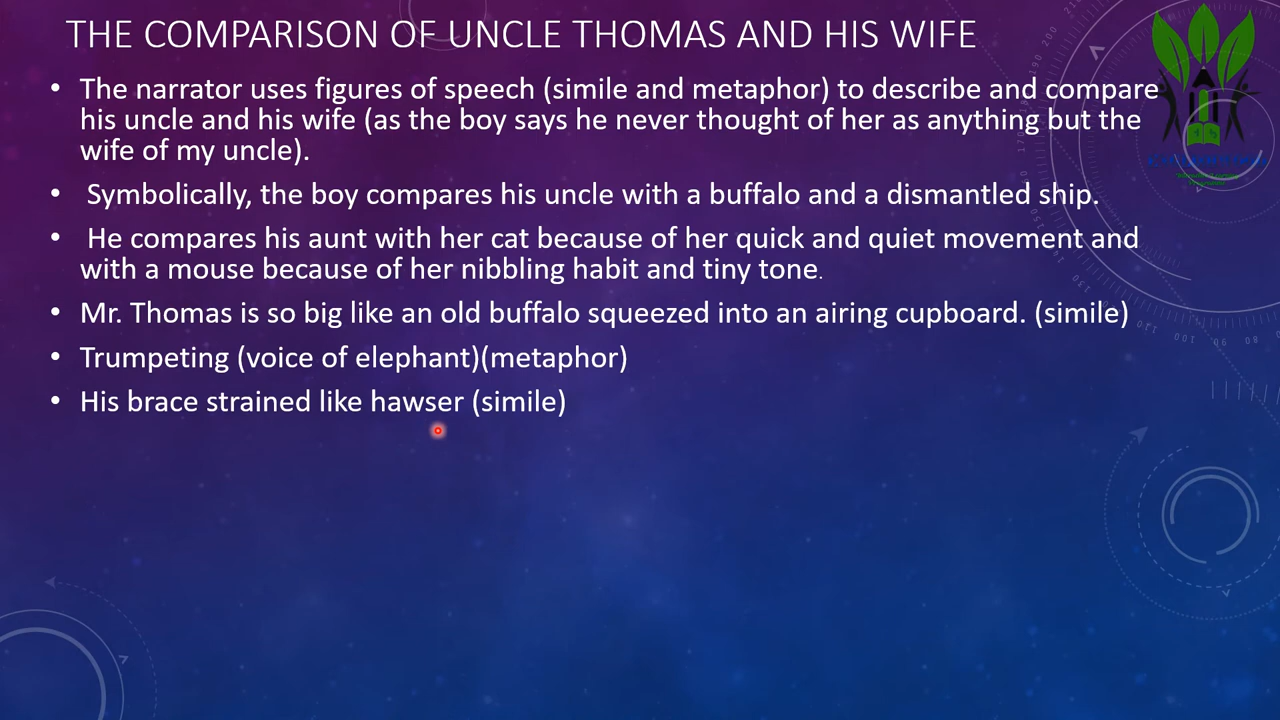 THE COMPARISON OF UNCLE THOMAS AND HIS WIFE
• The narrator uses figures of speech (simile and metaphor) to describe and compare
his uncle and his wife (as the boy says he never thought of her as anything but the
wife of my uncle).
• Symbolically, the boy compares his uncle with a buffalo and a dismantled ship.
• He compares his aunt with her cat because of her quick and quiet movement and
with a mouse because of her nibbling habit and tiny tone.
• Mr. Thomas is so big like an old buffalo squeezed into an airing cupboard. (simile)
• Trumpeting (voice of elephant)(metaphor)
• His brace strained like hawser (simile)